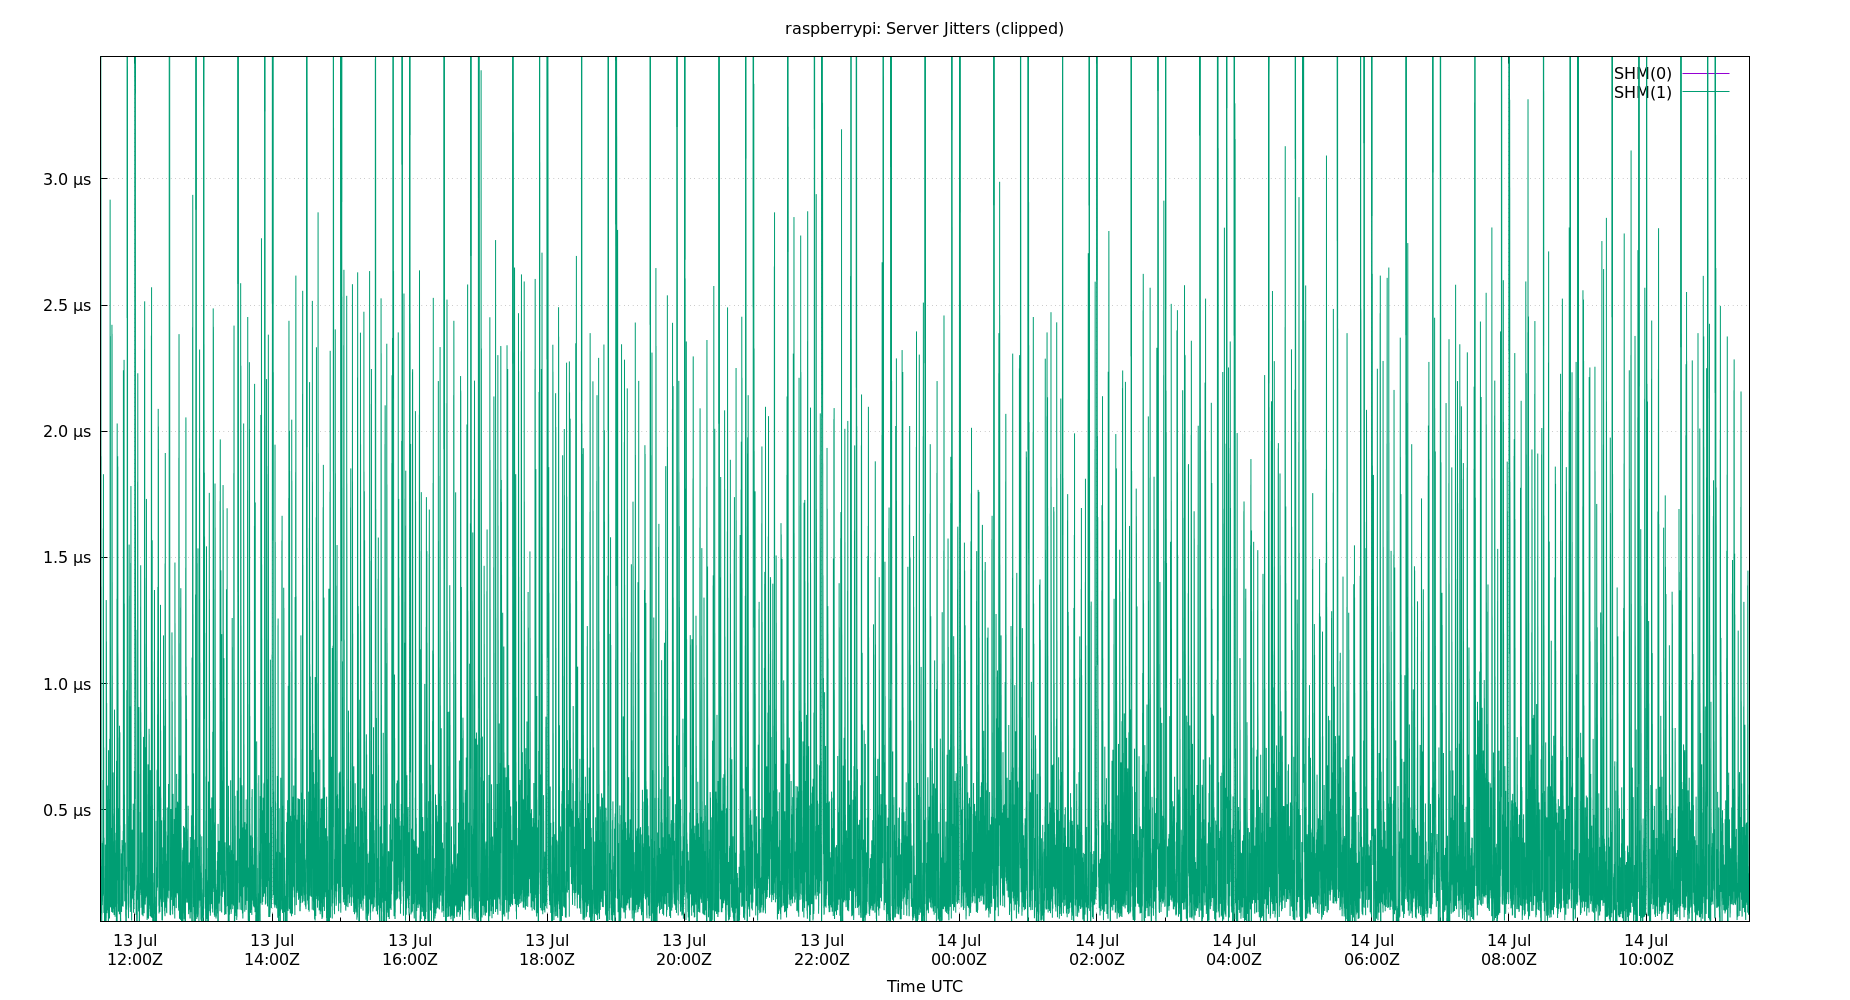 raspberrypi: Server Jitters (clipped)
SHM(0)
SHM(1)
3.0 µs
2.5 µs
2.0 µs
1.5 µs
1.0 µs
0.5 µs
13 Jul 13 Jul 13 Jul 13 Jul 13 Jul 13 Jul 14 Jul 14 Jul 14 Jul 14 Jul 14 Jul 14 Jul
12:00Z 14:00Z 16:00Z 18:00Z 20:00Z 22:00Z 00:00Z 02:00Z 04:00Z 06:00Z 08:00Z 10:00Z
Time UTC